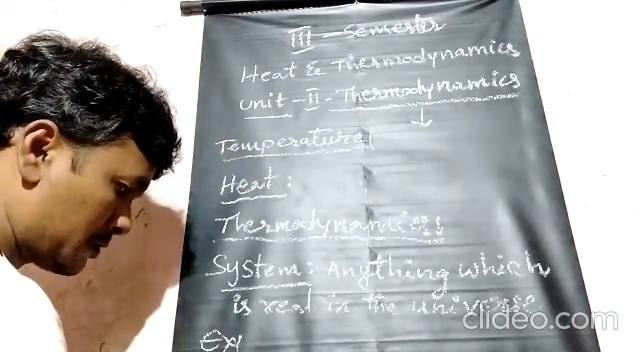 III - Semester
Heat & Thermodynamics
Unit - II - Thermodynamics
Temperature
Heat:
Thermodynamics:
System: Anything which
is real in the universe
Ex
clideo.com